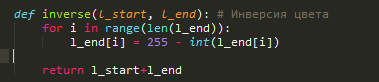 def inverse(l_start, l_end): # Инверсия цвета
    for i in range(len(l_end)):
        l_end[i] = 255 - int(l_end[i])
    return l_start+l_end